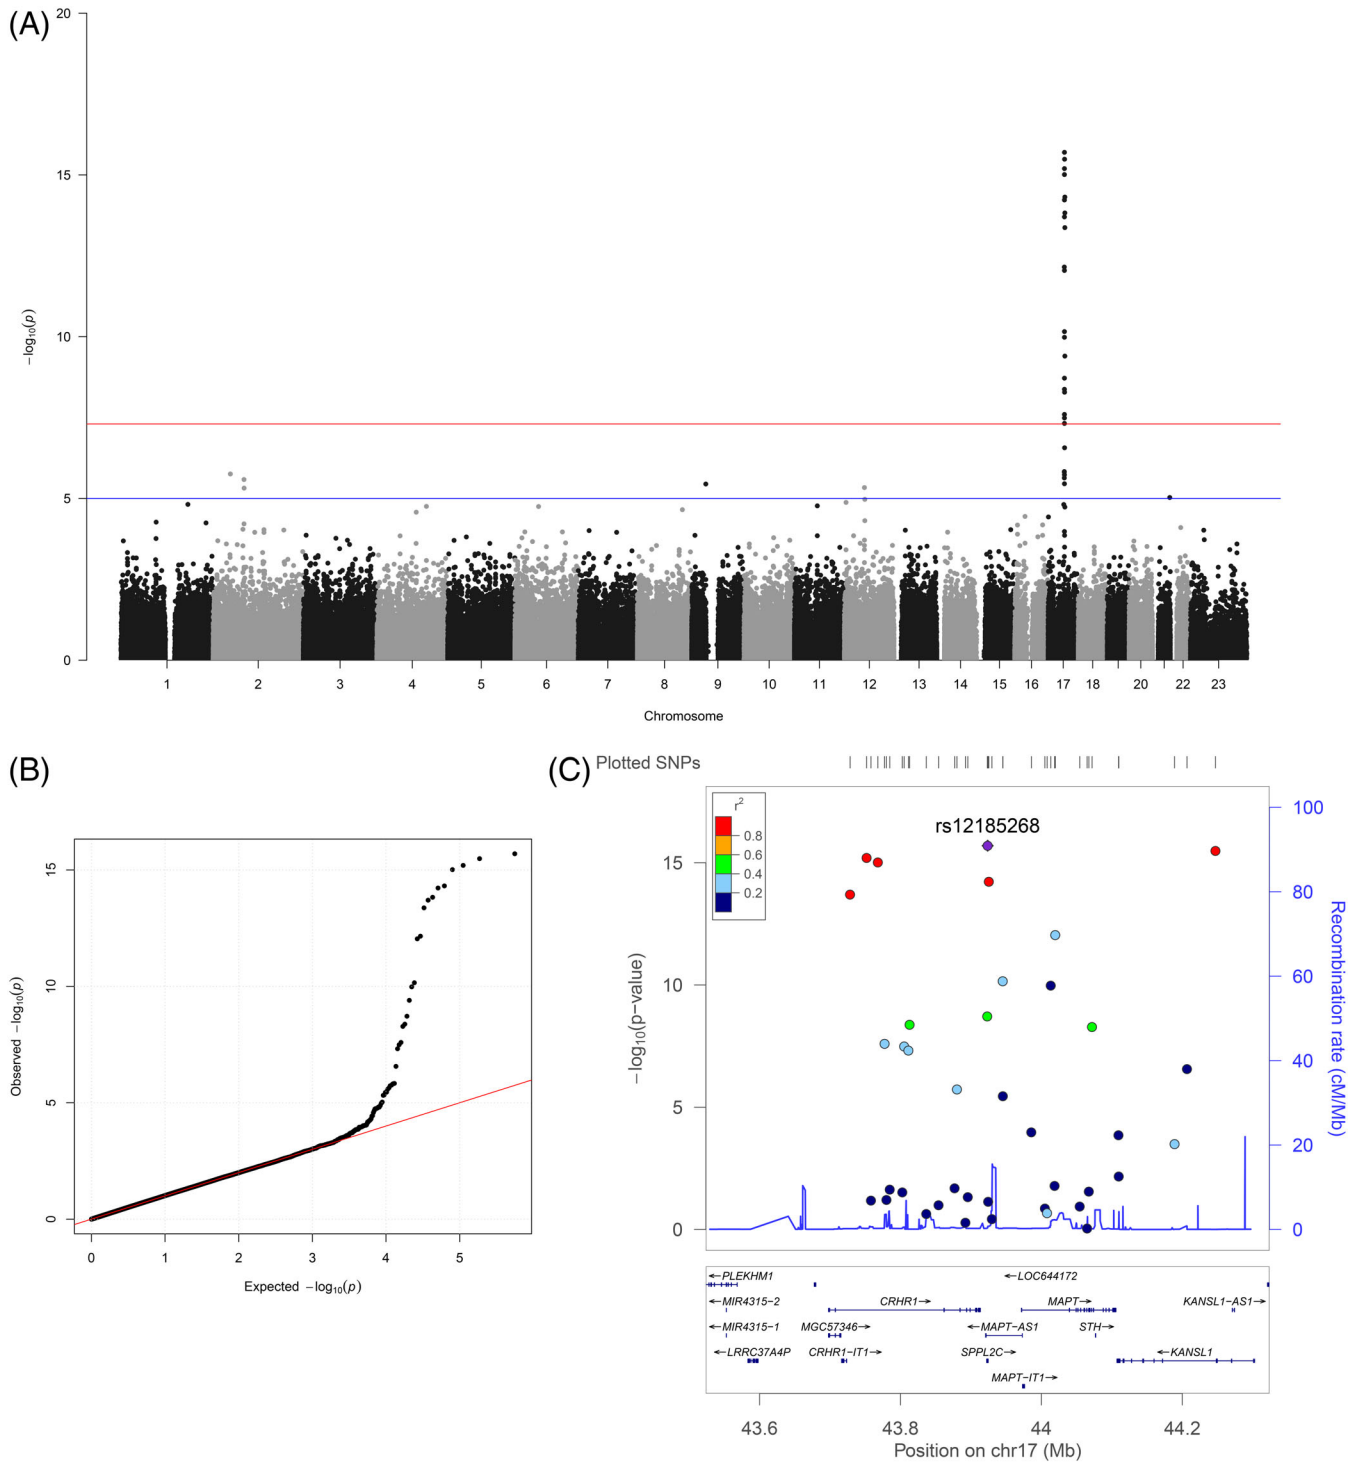 (A)
20
15
10
5
0
−log10(p)
1 2 3 4 5 6 7 8 9 10 11 12 13 14 15 16 17 18 20 22 23
Chromosome
(B)
15
10
5
0
Observed −log10(p)
0 1 2 3 4 5
Expected −log10(p)
(C)
Plotted SNPs
r2
0.8
0.6
0.4
0.2
rs12185268
15
10
5
0
−log10(p−value)
100
80
60
40
20
0
Recombination rate (cM/Mb)
←PLEKHM1 ←LOC644172
←MIR4315−2 CRHR1→ MAPT→ KANSL1−AS1→
←MIR4315−1 MGC57346→ ←MAPT−AS1 STH→
←LRRC37A4P CRHR1−IT1→ SPPL2C→ ←KANSL1
MAPT−IT1→
43.6 43.8 44 44.2
Position on chr17 (Mb)